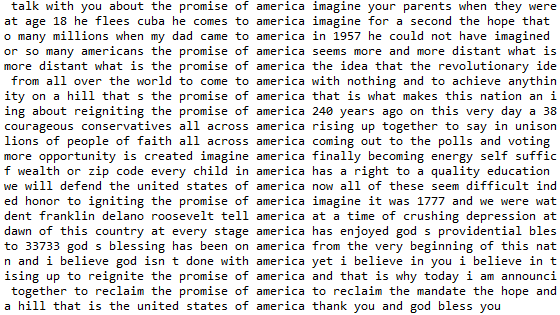 talk with you about the promise of america imagine your parents when they were
at age 18 he flees cuba he comes to america imagine for a second the hope that
o many millions when my dad came to america in 1957 he could not have imagined
or so many americans the promise of america seems more and more distant what is
more distant what is the promise of america the idea that the revolutionary ide
from all over the world to come to america with nothing and to achieve anythin
ity on a hill that s the promise of america that is what makes this nation an i
ing about reigniting the promise of america 240 years ago on this very day a 38
courageous conservatives all across america rising up together to say in unison
lions of people of faith all across america coming out to the polls and voting
more opportunity is created imagine america finally becoming energy self suffic
f wealth or zip code every child in america has a right to a quality education
we will defend the united states of america now all of these seem difficult ind
ed honor to igniting the promise of america imagine it was 1777 and we were wat
dent franklin delano roosevelt tell america at a time of crushing depression at
dawn of this country at every stage america has enjoyed god s providential bles
to 33733 god s blessing has been on america from the very beginning of this nat
n and i believe god isn t done with america yet i believe in you i believe in t
ising up to reignite the promise of america and that is why today i am announci
together to reclaim the promise of america to reclaim the mandate the hope and
a hill that is the united states of america thank you and god bless you